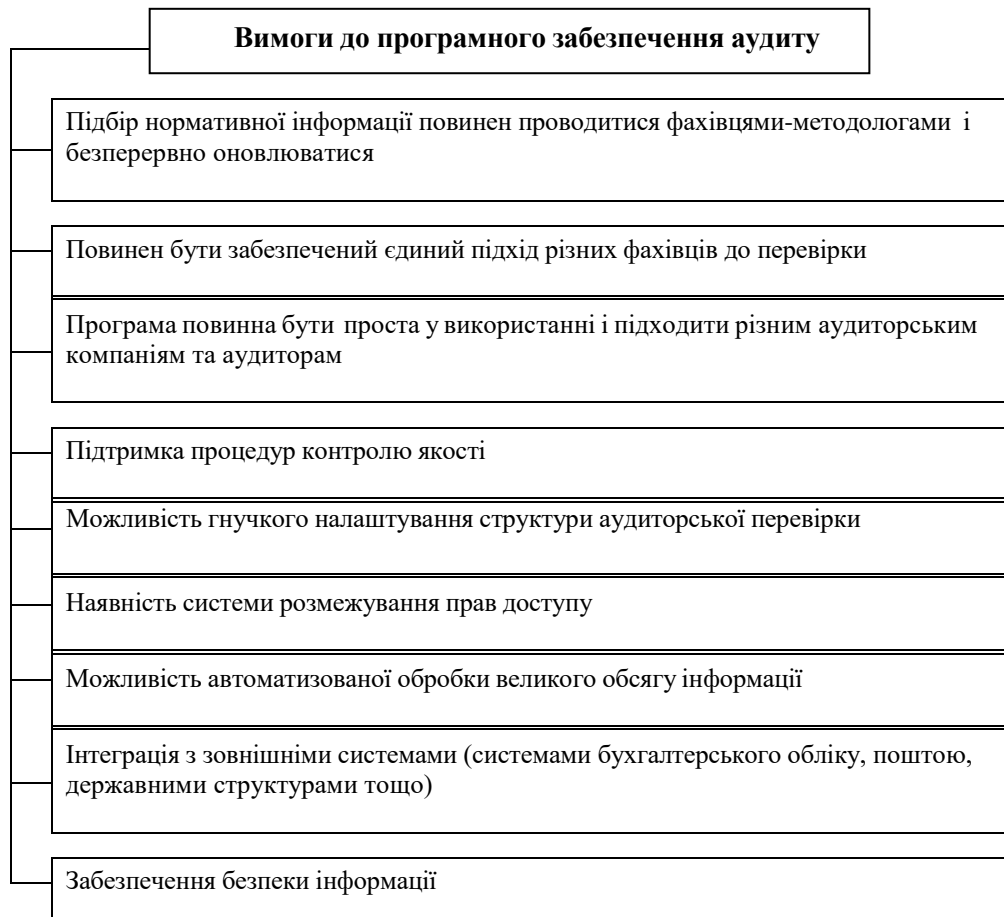 Вимоги до програмного забезпечення аудиту
Підбір нормативної інформації повинен проводитися фахівцями-методологами і
безперервно оновлюватися
Повинен бути забезпечений єдиний підхід різних фахівців до перевірки
Програма повинна бути проста у використанні і підходити різним аудиторським
компаніям та аудиторам
Підтримка процедур контролю якості
Можливість гнучкого налаштування структури аудиторської перевірки
Наявність системи розмежування прав доступу
Можливість автоматизованої обробки великого обсягу інформації
Інтеграція з зовнішніми системами (системами бухгалтерського обліку, поштою,
державними структурами тощо)
Забезпечення безпеки інформації